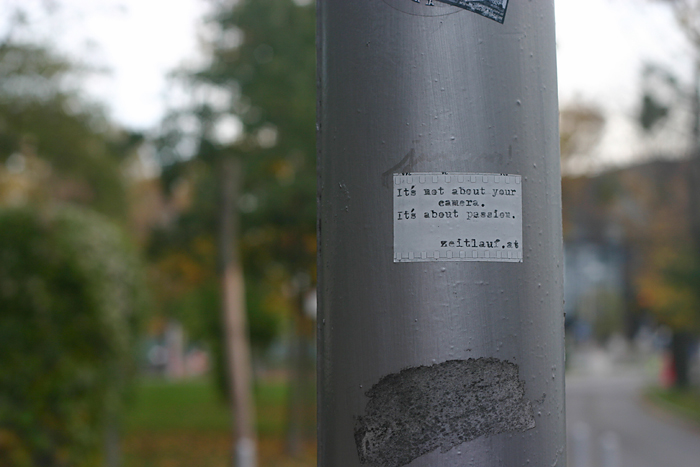 It's not about your
camera.
It's about passion.
zeitlauf.at